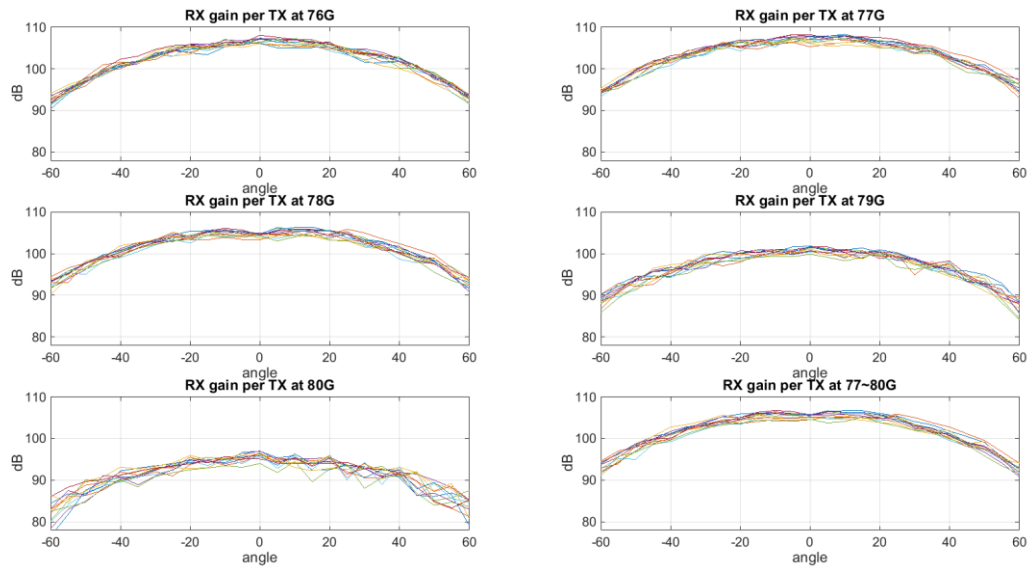 RX gain per TX at 76G
110
100
90
80
dB
-60 -40 -20 0 20 40 60
angle
RX gain per TX at 77G
110
100
90
80
dB
-60 -40 -20 0 20 40 60
angle
RX gain per TX at 78G
110
100
90
80
dB
-60 -40 -20 0 20 40 60
angle
RX gain per TX at 79G
110
100
90
80
dB
-60 -40 -20 0 20 40 60
angle
RX gain per TX at 80G
110
100
90
80
dB
-60 -40 -20 0 20 40 60
angle
RX gain per TX at 77~80G
110
100
90
80
dB
-60 -40 -20 0 20 40 60
angle